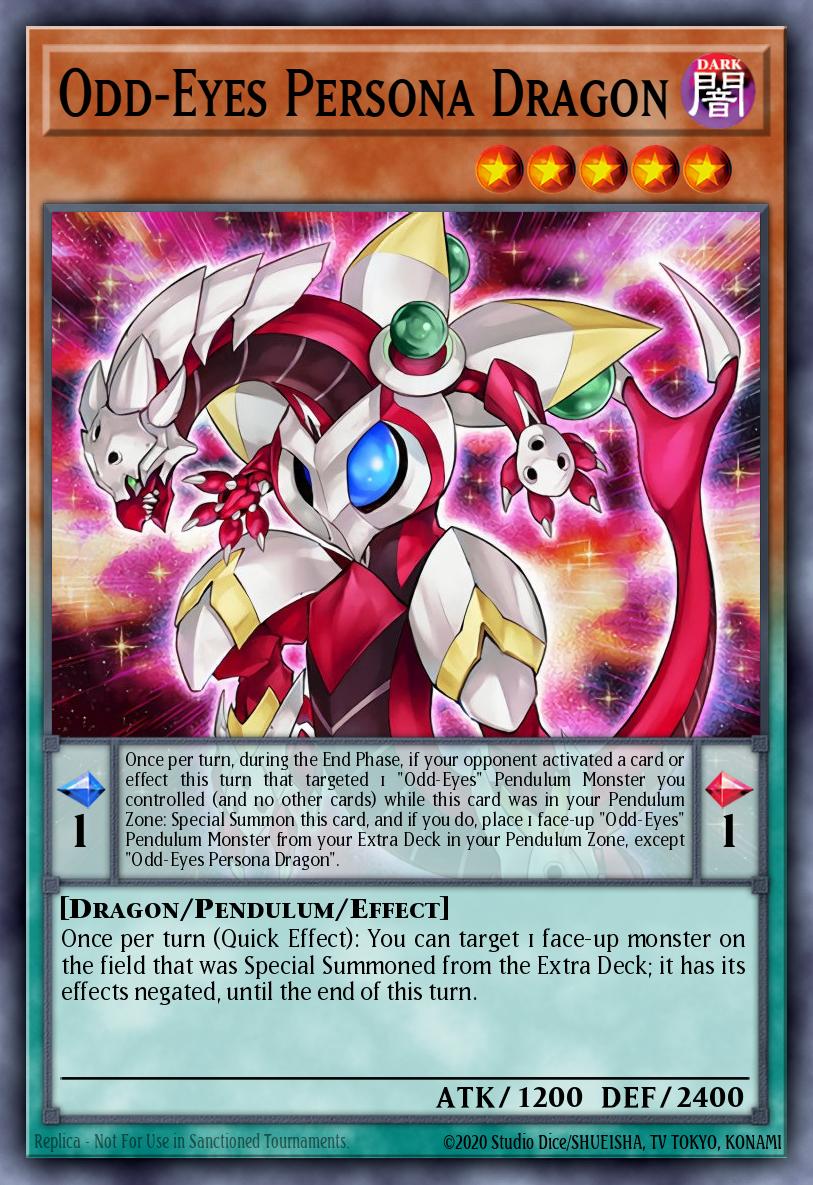 Odd-Eyes Persona Dragon
DARK
闇
Once per turn, during the End Phase, if your opponent activated a card or
effect this turn that targeted 1 "Odd-Eyes" Pendulum Monster you
controlled (and no other cards) while this card was in your Pendulum
Zone: Special Summon this card, and if you do, place 1 face-up "Odd-Eyes"
Pendulum Monster from your Extra Deck in your Pendulum Zone, except
"Odd-Eyes Persona Dragon".
1
1
[Dragon/Pendulum/Effect]
Once per turn (Quick Effect): You can target 1 face-up monster on
the field that was Special Summoned from the Extra Deck; it has its
effects negated, until the end of this turn.
ATK/1200 DEF/2400
Replica - Not For Use in Sanctioned Tournaments.
©2020 Studio Dice/SHUEISHA, TV TOKYO, KONAMI